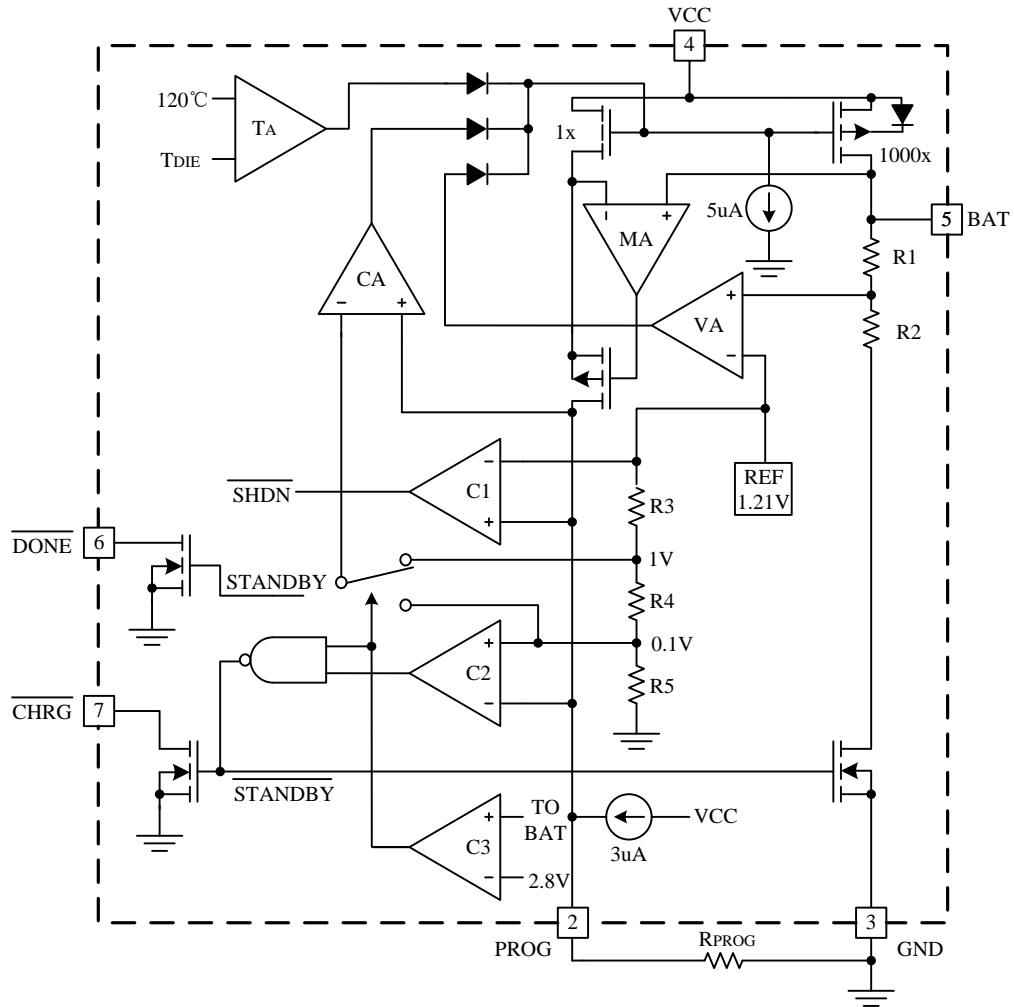 VCC
4
120℃
TA
TDIE
1x
1000x
5uA
5
BAT
MA
R1
CA
VA
R2
− +
+
−
REF
1.21V
SHDN
C1
−
+
R3
DONE
6
STANDBY
1V
R4
0.1V
C2
+
−
R5
CHRG
7
STANDBY
C3
+
−
TO
BAT
2.8V
3uA
VCC
2
3
PROG
RPROG
GND